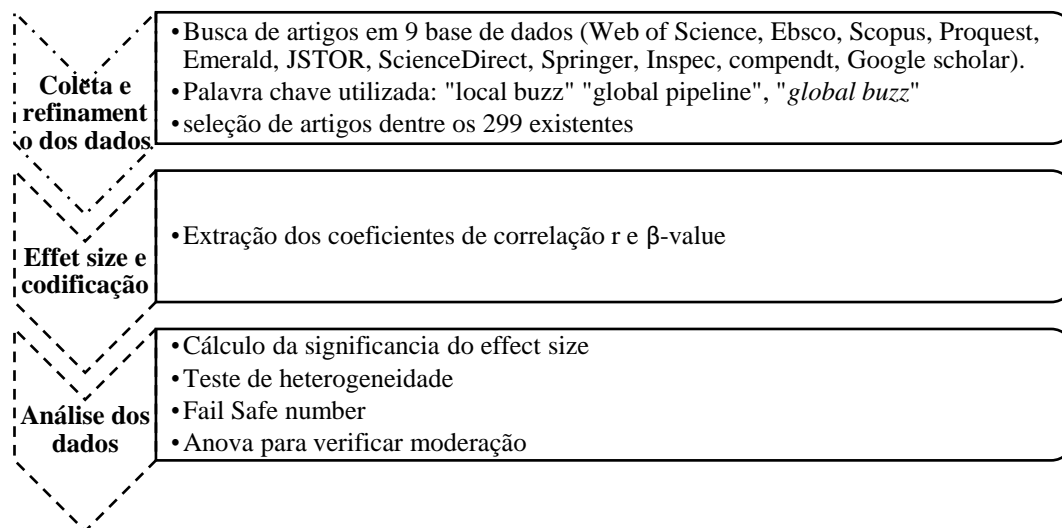 Coleta e
refinament
o dos dados
•Busca de artigos em 9 base de dados (Web of Science, Ebsco, Scopus, Proquest,
Emerald, JSTOR, ScienceDirect, Springer, Inspec, compendt, Google scholar).
•Palavra chave utilizada: "local buzz" "global pipeline", "global buzz"
•seleção de artigos dentre os 299 existentes
Effet size e
codificação
•Extração dos coeficientes de correlação r e β-value
Análise dos
dados
•Cálculo da significancia do effect size
•Teste de heterogeneidade
•Fail Safe number
•Anova para verificar moderação